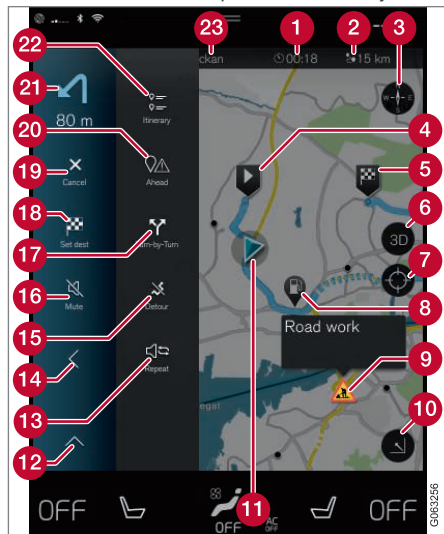 23 1 2 3
22 ckan 00:18 15 km
21
W E
S
80 m Itinerary
20 4 5
19 Cancel Ahead
18 6
3D
17
Set dest Turn-by-Turn
7
16 8
Mute 15 Detour
Road work
14 9
13 Repeat
egat
10
12
11
OFF OFF AC OFF OFF
G063256